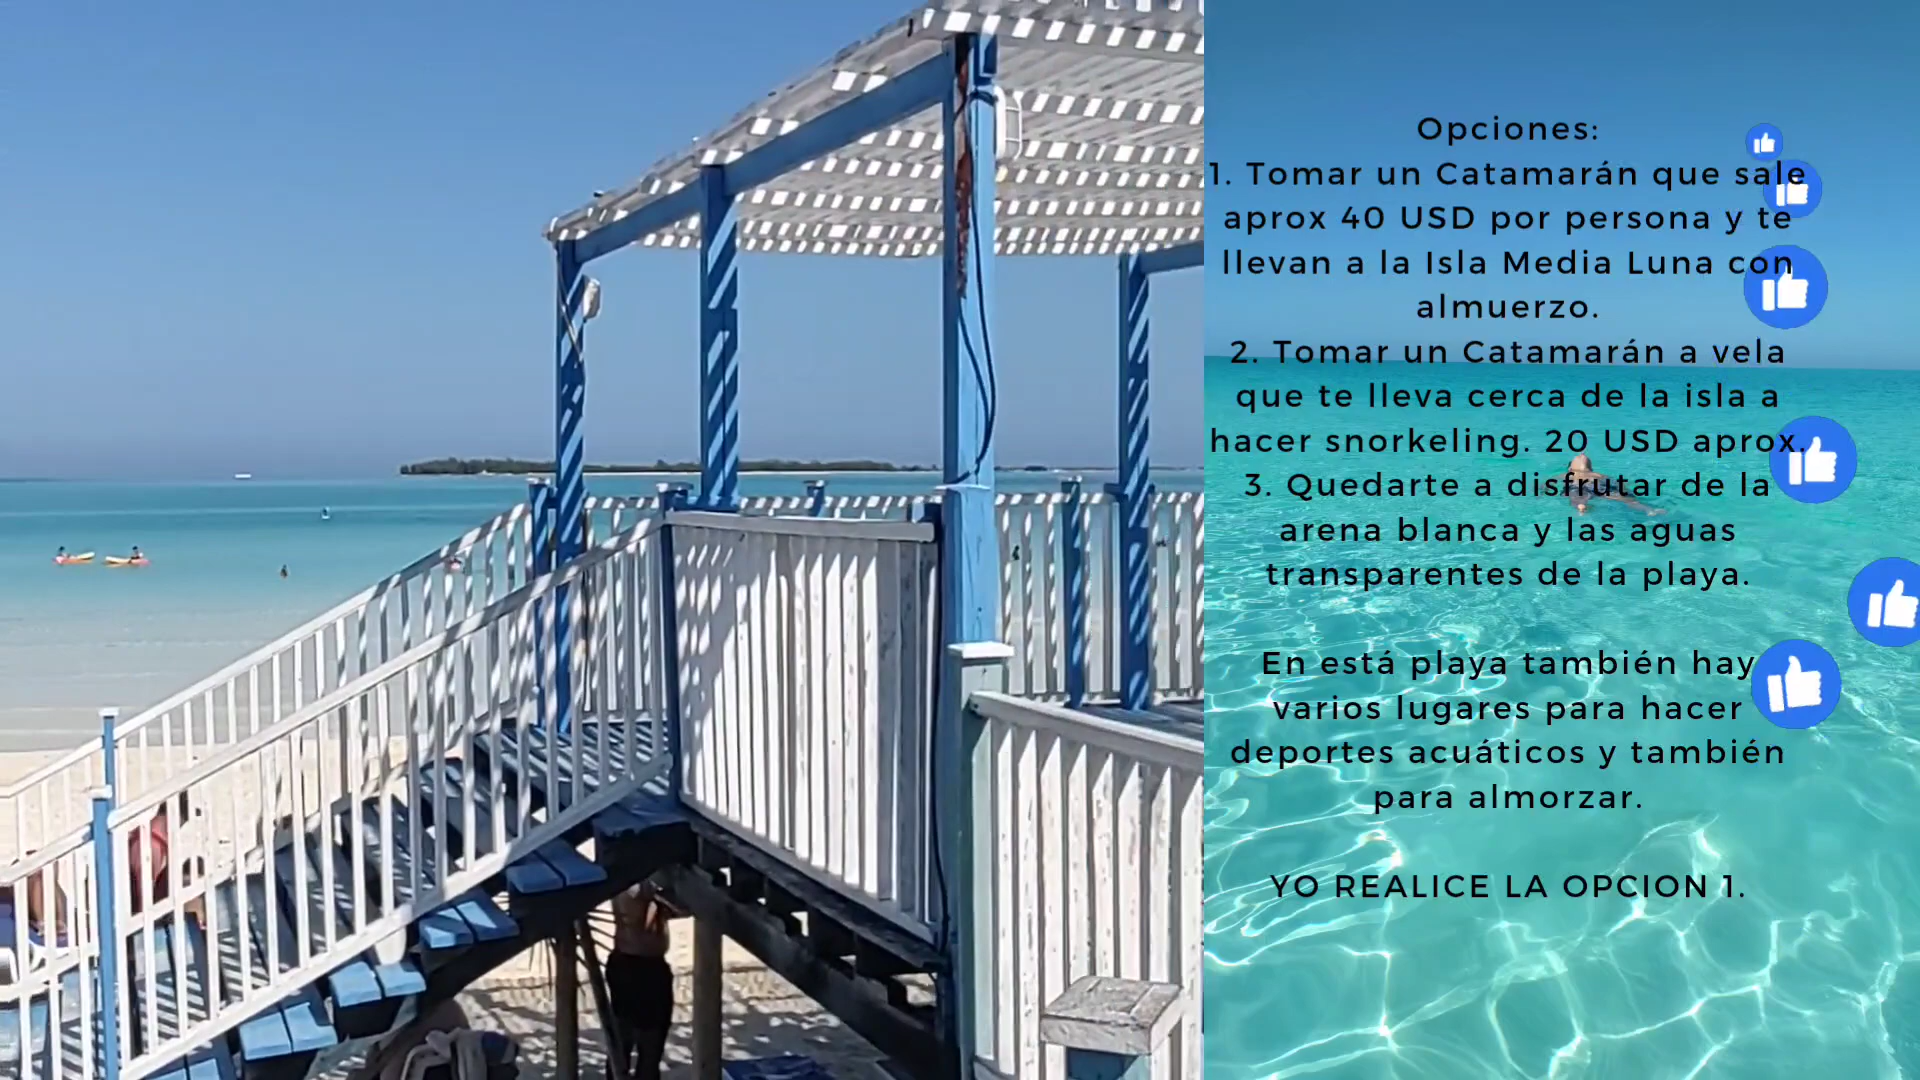 Opciones:
1. Tomar un Catamarán que sale
aprox 40 USD por persona y te
llevan a la Isla Media Luna con
almuerzo.
2. Tomar un Catamarán a vela
que te lleva cerca de la isla a
hacer snorkeling. 20 USD aprox.
3. Quedarte a disfrutar de la
arena blanca y las aguas
transparentes de la playa.
En está playa también hay
varios lugares para hacer
deportes acuáticos y también
para almorzar.
YO REALICE LA OPCION 1.